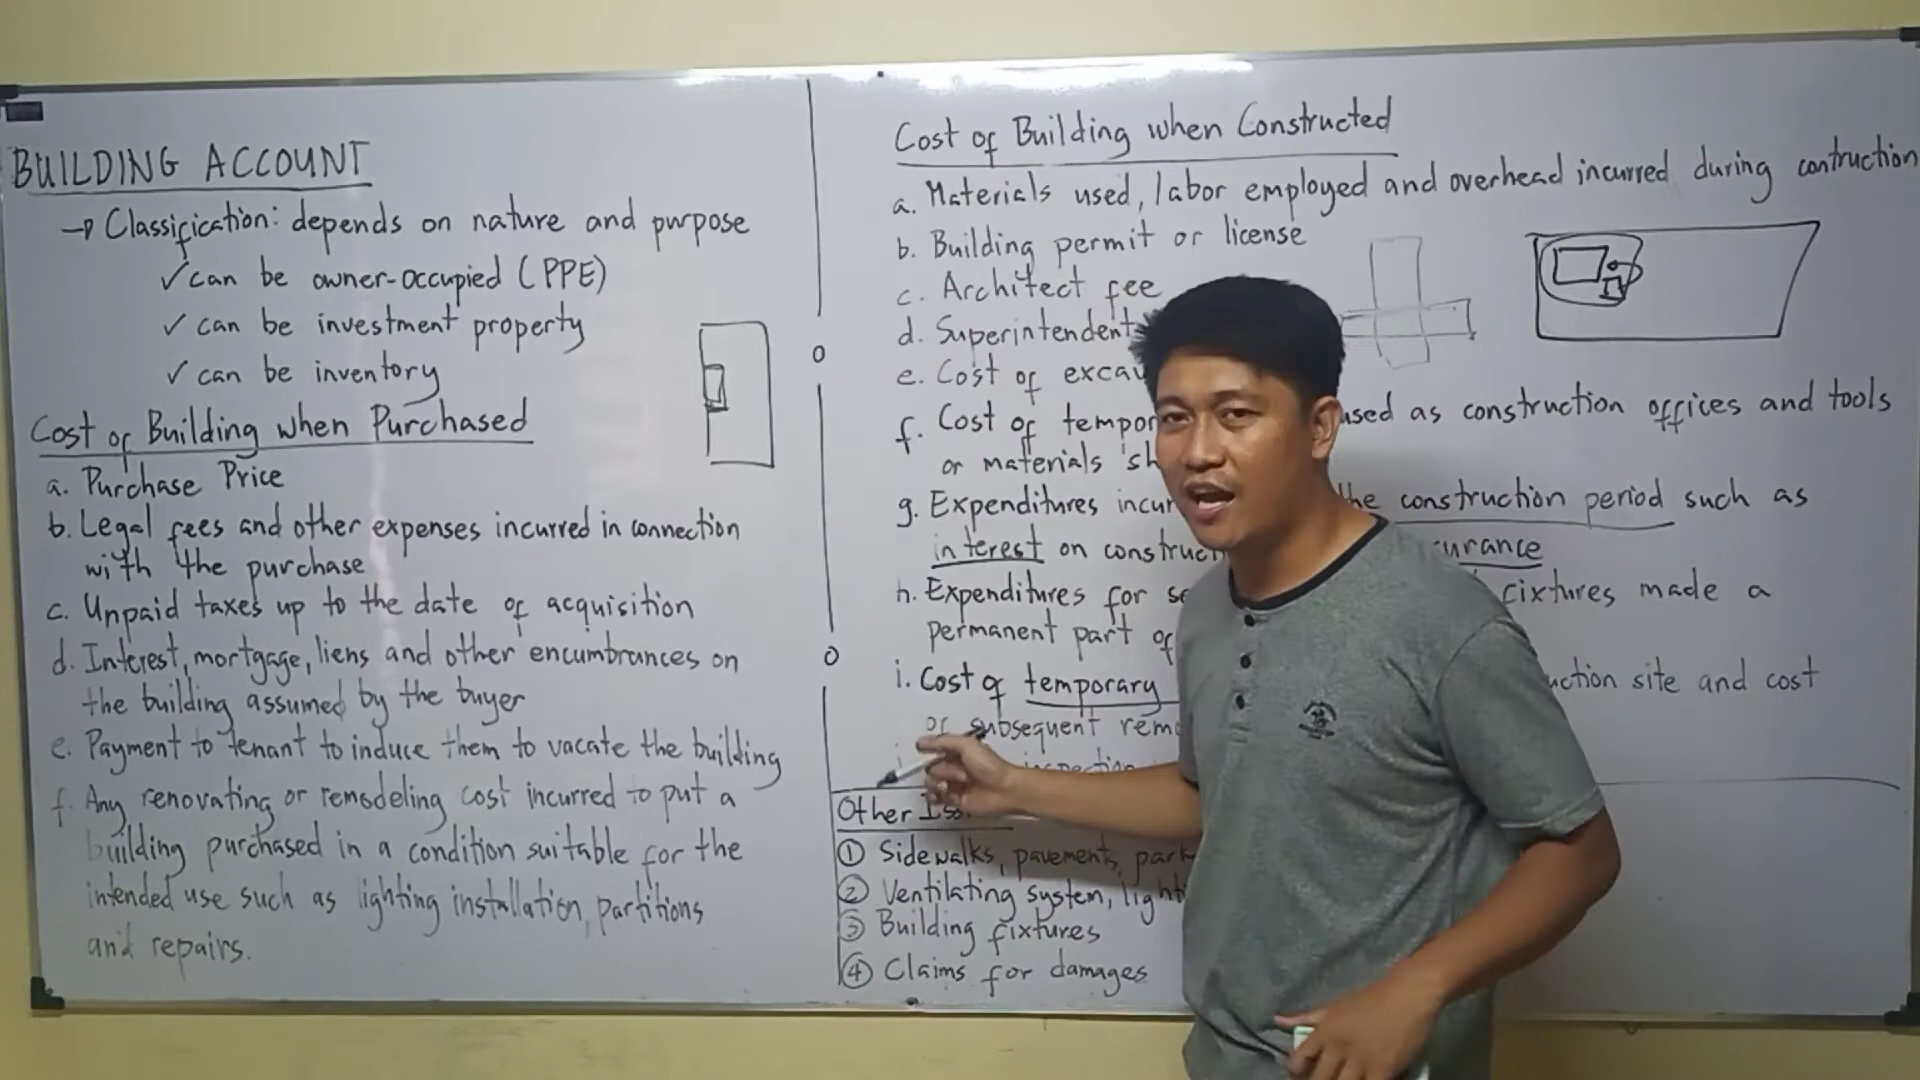 BUILDING ACCOUNT
→ Classification: depends on nature and purpose
✓ can be owner-occupied (PPE)
✓ can be investment property
✓ can be inventory
Cost of Building when Purchased
a. Purchase Price
b. Legal fees and other expenses incurred in connection
with the purchase
c. Unpaid taxes up to the date of acquisition
d. Interest, mortgage, liens and other encumbrances on
the building assumed by the buyer
e. Payment to tenant to induce them to vacate the building
f. Any renovating or remodeling cost incurred to put a
building purchased in a condition suitable for the
intended use such as lighting installation, partitions
and repairs.
Cost of Building when Constructed
a. Materials used, labor employed and overhead incurred during contruction
b. Building permit or license
c. Architect fee
d. Superintendent
e. Cost of
f. Cost of used as construction offices and tools
or materials
g. Expenditures the construction period such as
interest on
h. Expenditures for fixtures made a
permanent part of
i. Cost of temporary site and cost
of subsequent
Other
① Sidewalks, pavements,
② Ventilating system,
③ Building fixtures
④ Claims for damages